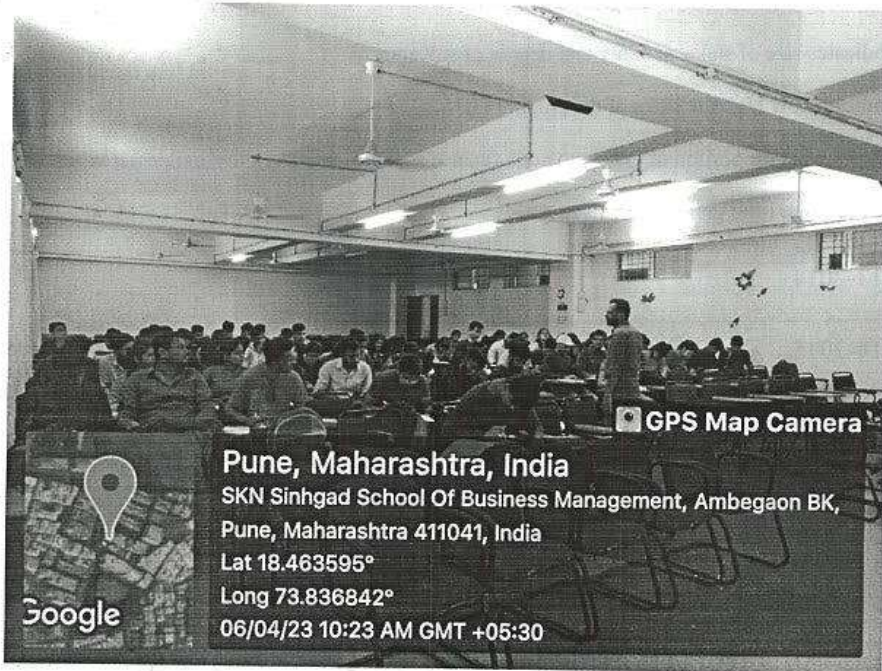 GPS Map Camera
Pune, Maharashtra, India
SKN Sinhgad School Of Business Management, Ambegaon BK,
Pune, Maharashtra 411041, India
Lat 18.463595°
Long 73.836842°
06/04/23 10:23 AM GMT +05:30
Google